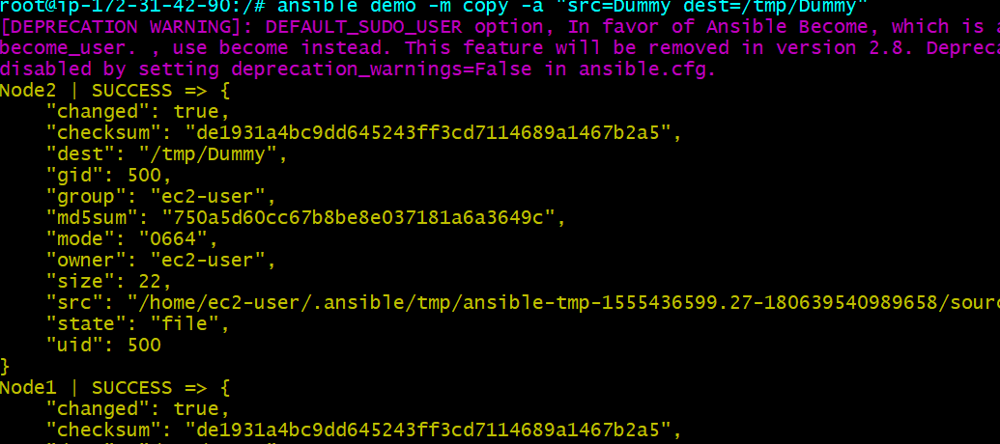 root@ip-172-31-42-90:/# ansible demo -m copy -a "src=Dummy dest=/tmp/Dummy"
[DEPRECATION WARNING]: DEFAULT_SUDO_USER option, In favor of Ansible Become, which is a
become_user. , use become instead. This feature will be removed in version 2.8. Depreca
disabled by setting deprecation_warnings=False in ansible.cfg.
Node2 | SUCCESS => {
    "changed": true,
    "checksum": "de1931a4bc9dd645243ff3cd7114689a1467b2a5",
    "dest": "/tmp/Dummy",
    "gid": 500,
    "group": "ec2-user",
    "md5sum": "750a5d60cc67b8be8e037181a6a3649c",
    "mode": "0664",
    "owner": "ec2-user",
    "size": 22,
    "src": "/home/ec2-user/.ansible/tmp/ansible-tmp-1555436599.27-180639540989658/sourc
    "state": "file",
    "uid": 500
}
Node1 | SUCCESS => {
    "changed": true,
    "checksum": "de1931a4bc9dd645243ff3cd7114689a1467b2a5",